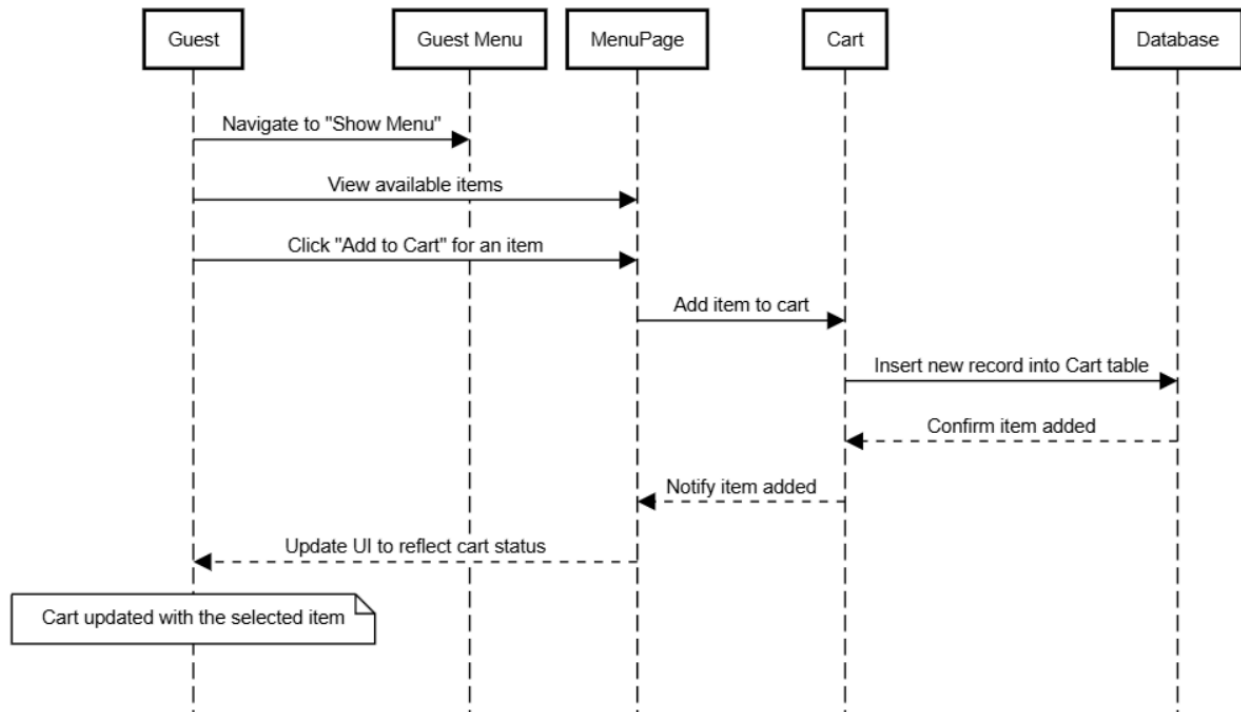 Guest
Guest Menu
MenuPage
Cart
Database
Navigate to "Show Menu"
View available items
Click "Add to Cart" for an item
Add item to cart
Insert new record into Cart table
Confirm item added
Notify item added
Update UI to reflect cart status
Cart updated with the selected item